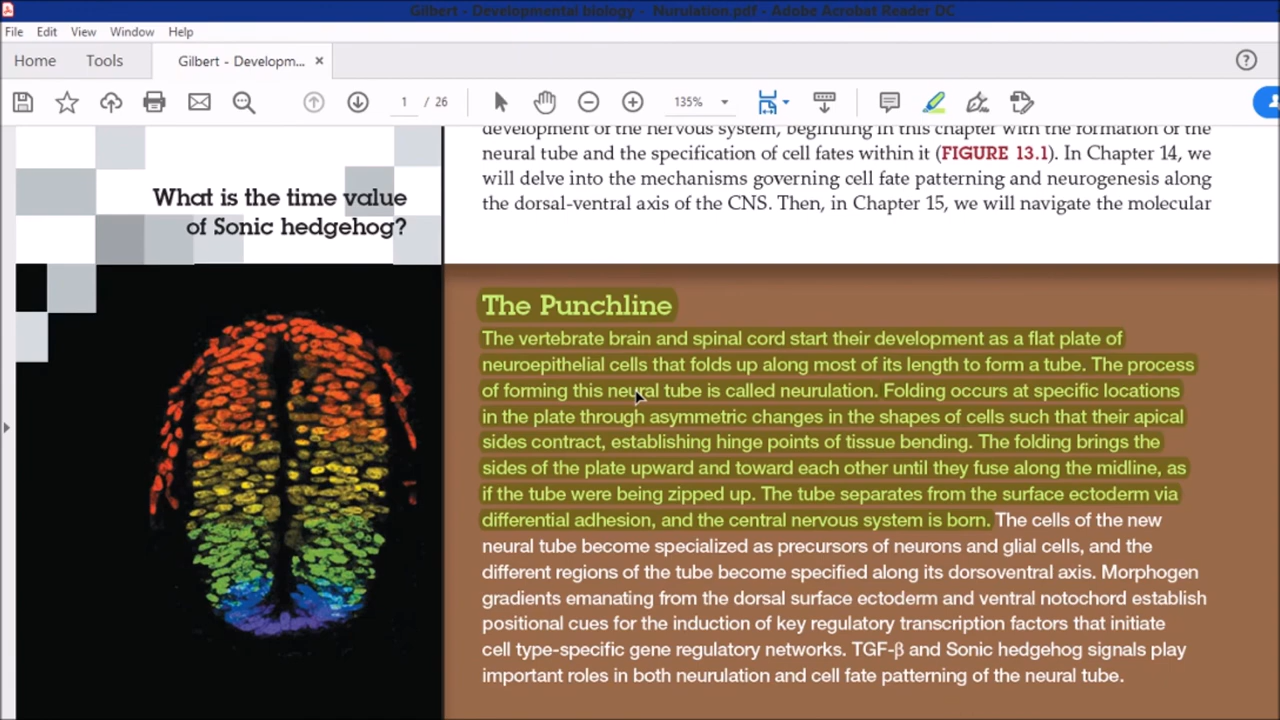 Gilbert - Developmental biology - Nurulation.pdf - Adobe Acrobat Reader DC
File Edit View Window Help
Home Tools Gilbert - Developm... ×
1 / 26 135%
What is the time value
of Sonic hedgehog?
development of the nervous system, beginning in this chapter with the formation of the
neural tube and the specification of cell fates within it (FIGURE 13.1). In Chapter 14, we
will delve into the mechanisms governing cell fate patterning and neurogenesis along
the dorsal-ventral axis of the CNS. Then, in Chapter 15, we will navigate the molecular
The Punchline
The vertebrate brain and spinal cord start their development as a flat plate of
neuroepithelial cells that folds up along most of its length to form a tube. The process
of forming this neural tube is called neurulation. Folding occurs at specific locations
in the plate through asymmetric changes in the shapes of cells such that their apical
sides contract, establishing hinge points of tissue bending. The folding brings the
sides of the plate upward and toward each other until they fuse along the midline, as
if the tube were being zipped up. The tube separates from the surface ectoderm via
differential adhesion, and the central nervous system is born. The cells of the new
neural tube become specialized as precursors of neurons and glial cells, and the
different regions of the tube become specified along its dorsoventral axis. Morphogen
gradients emanating from the dorsal surface ectoderm and ventral notochord establish
positional cues for the induction of key regulatory transcription factors that initiate
cell type-specific gene regulatory networks. TGF-β and Sonic hedgehog signals play
important roles in both neurulation and cell fate patterning of the neural tube.